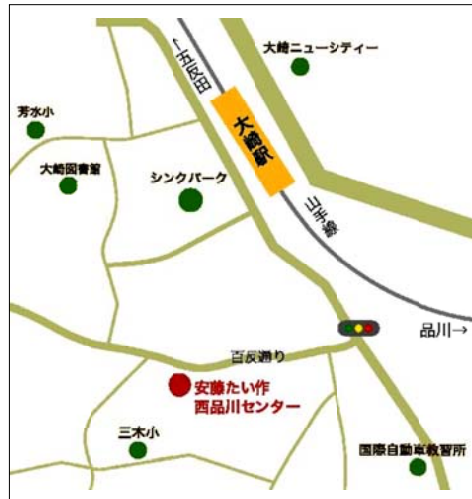 大崎ニューシティー
←五反田
大崎駅
芳水小
大崎図書館
シンクパーク
山手線
品川→
百反通り
安藤たい作
西品川センター
三木小
国際自動車教習所